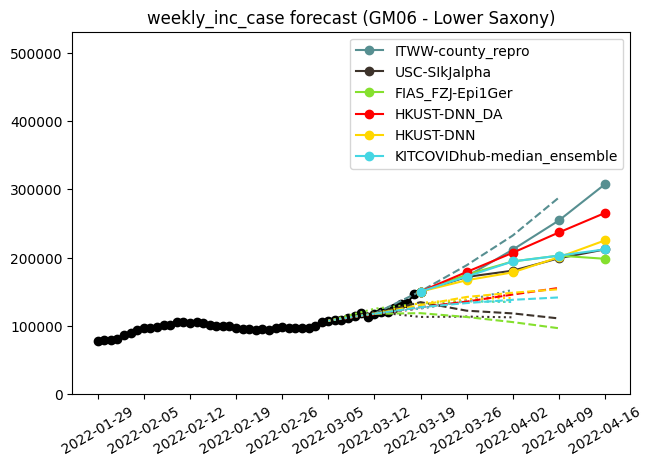 weekly_inc_case forecast (GM06 - Lower Saxony)
ITWW-county_repro
USC-SIkJalpha
FIAS_FZJ-Epi1Ger
HKUST-DNN_DA
HKUST-DNN
KITCOVIDhub-median_ensemble
500000
400000
300000
200000
100000
0
2022-01-29
2022-02-05
2022-02-12
2022-02-19
2022-02-26
2022-03-05
2022-03-12
2022-03-19
2022-03-26
2022-04-02
2022-04-09
2022-04-16